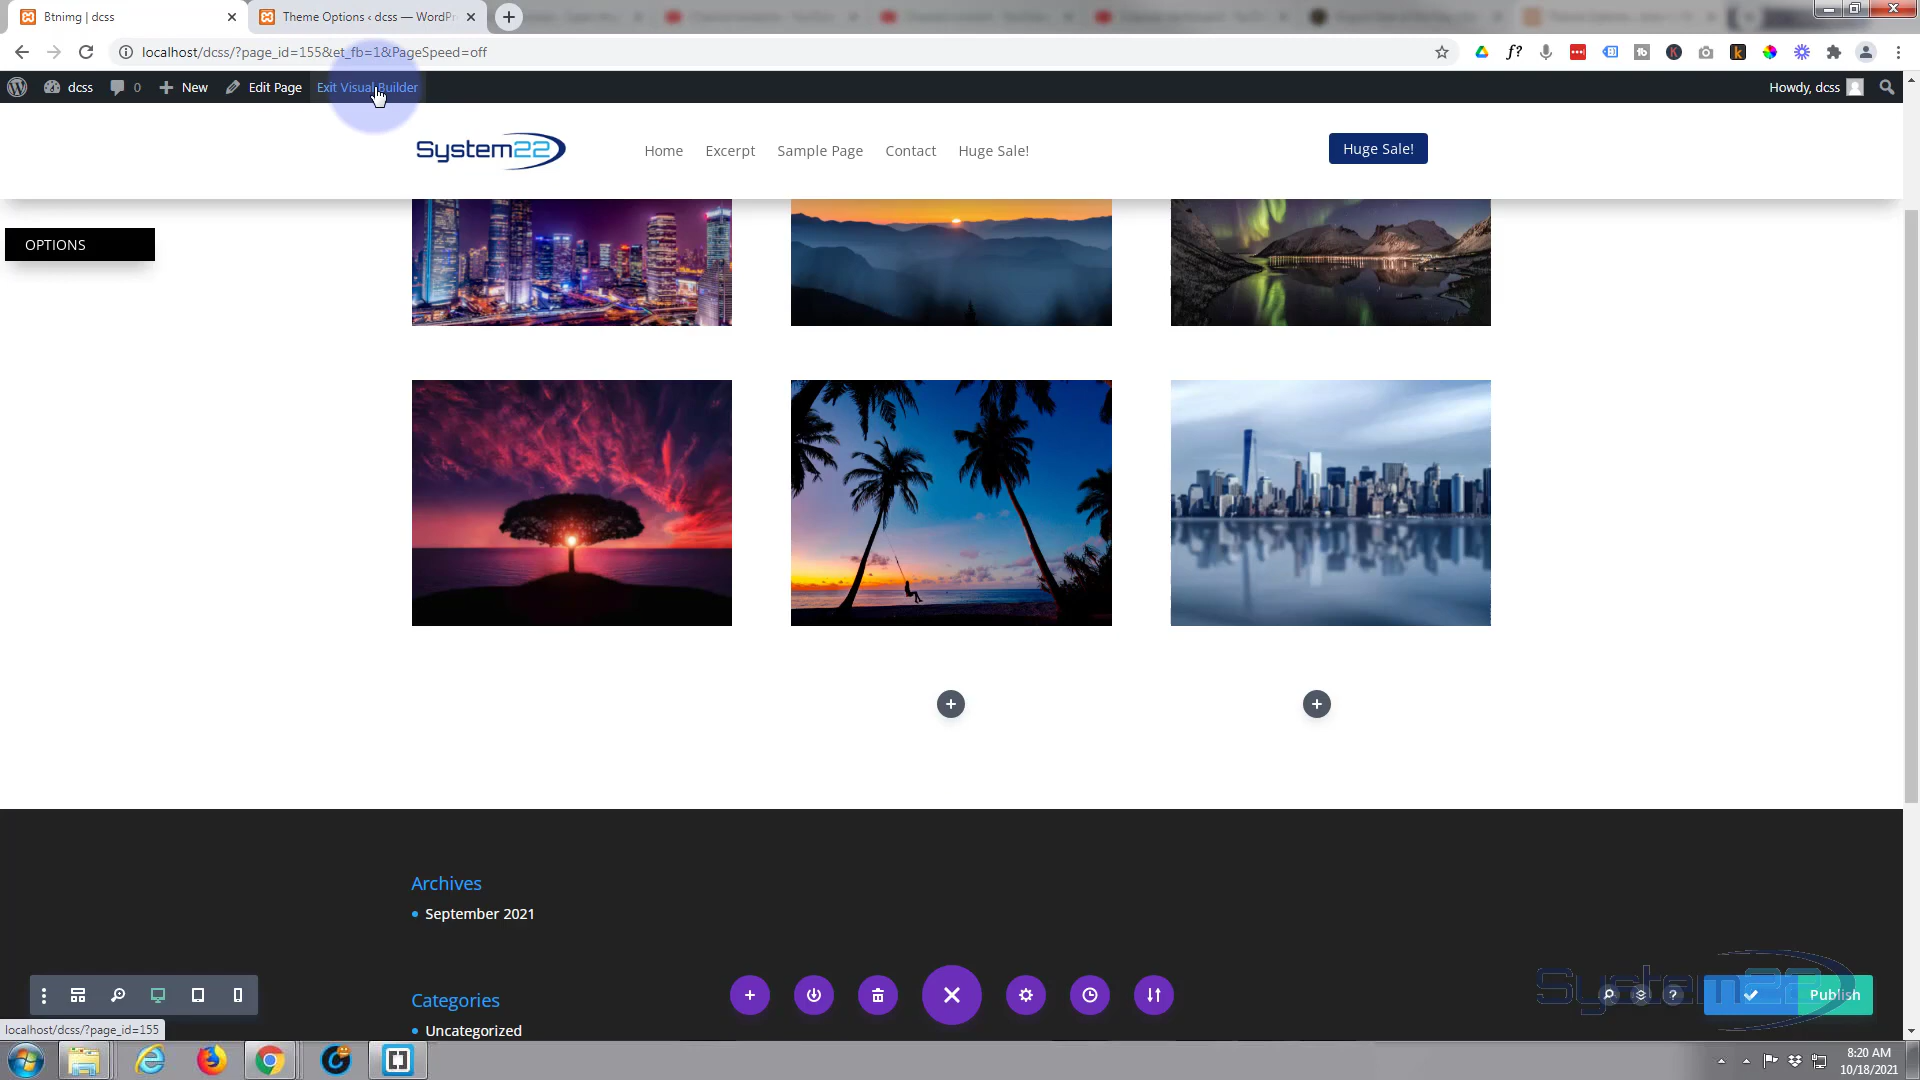 Btnimg | dcss
Theme Options ‹ dcss — WordPr
localhost/dcss/?page_id=155&et_fb=1&PageSpeed=off
dcss
0
New
Edit Page
Exit Visual Builder
Howdy, dcss
System22
Home
Excerpt
Sample Page
Contact
Huge Sale!
Huge Sale!
OPTIONS
Archives
September 2021
Categories
Uncategorized
System22
Publish
localhost/dcss/?page_id=155
8:20 AM
10/18/2021